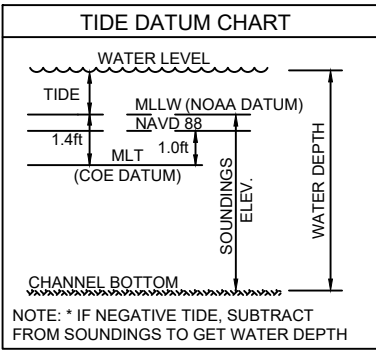 TIDE DATUM CHART
WATER LEVEL
TIDE
MLLW (NOAA DATUM)
NAVD 88
1.4ft
1.0ft
MLT
(COE DATUM)
SOUNDINGS
ELEV.
WATER DEPTH
CHANNEL BOTTOM
NOTE: * IF NEGATIVE TIDE, SUBTRACT
FROM SOUNDINGS TO GET WATER DEPTH